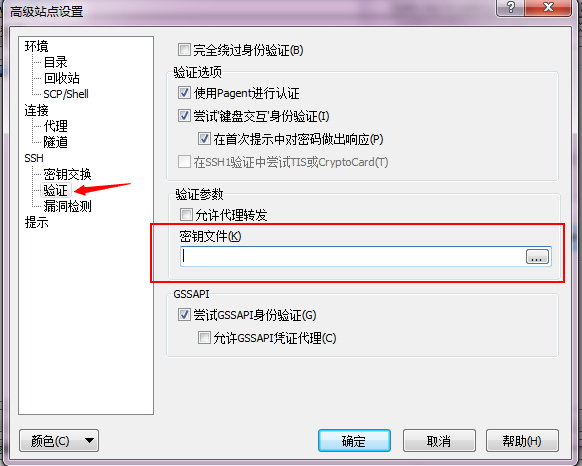 高级站点设置
环境
目录
回收站
SCP/Shell
连接
代理
隧道
SSH
密钥交换
验证
漏洞检测
提示
完全绕过身份验证(B)
验证选项
使用Pagent进行认证
尝试'键盘交互'身份验证(I)
在首次提示中对密码做出响应(P)
在SSH1验证中尝试TIS或CryptoCard(T)
验证参数
允许代理转发
密钥文件(K)
...
GSSAPI
尝试GSSAPI身份验证(G)
允许GSSAPI凭证代理(C)
颜色(C)
确定
取消
帮助(H)